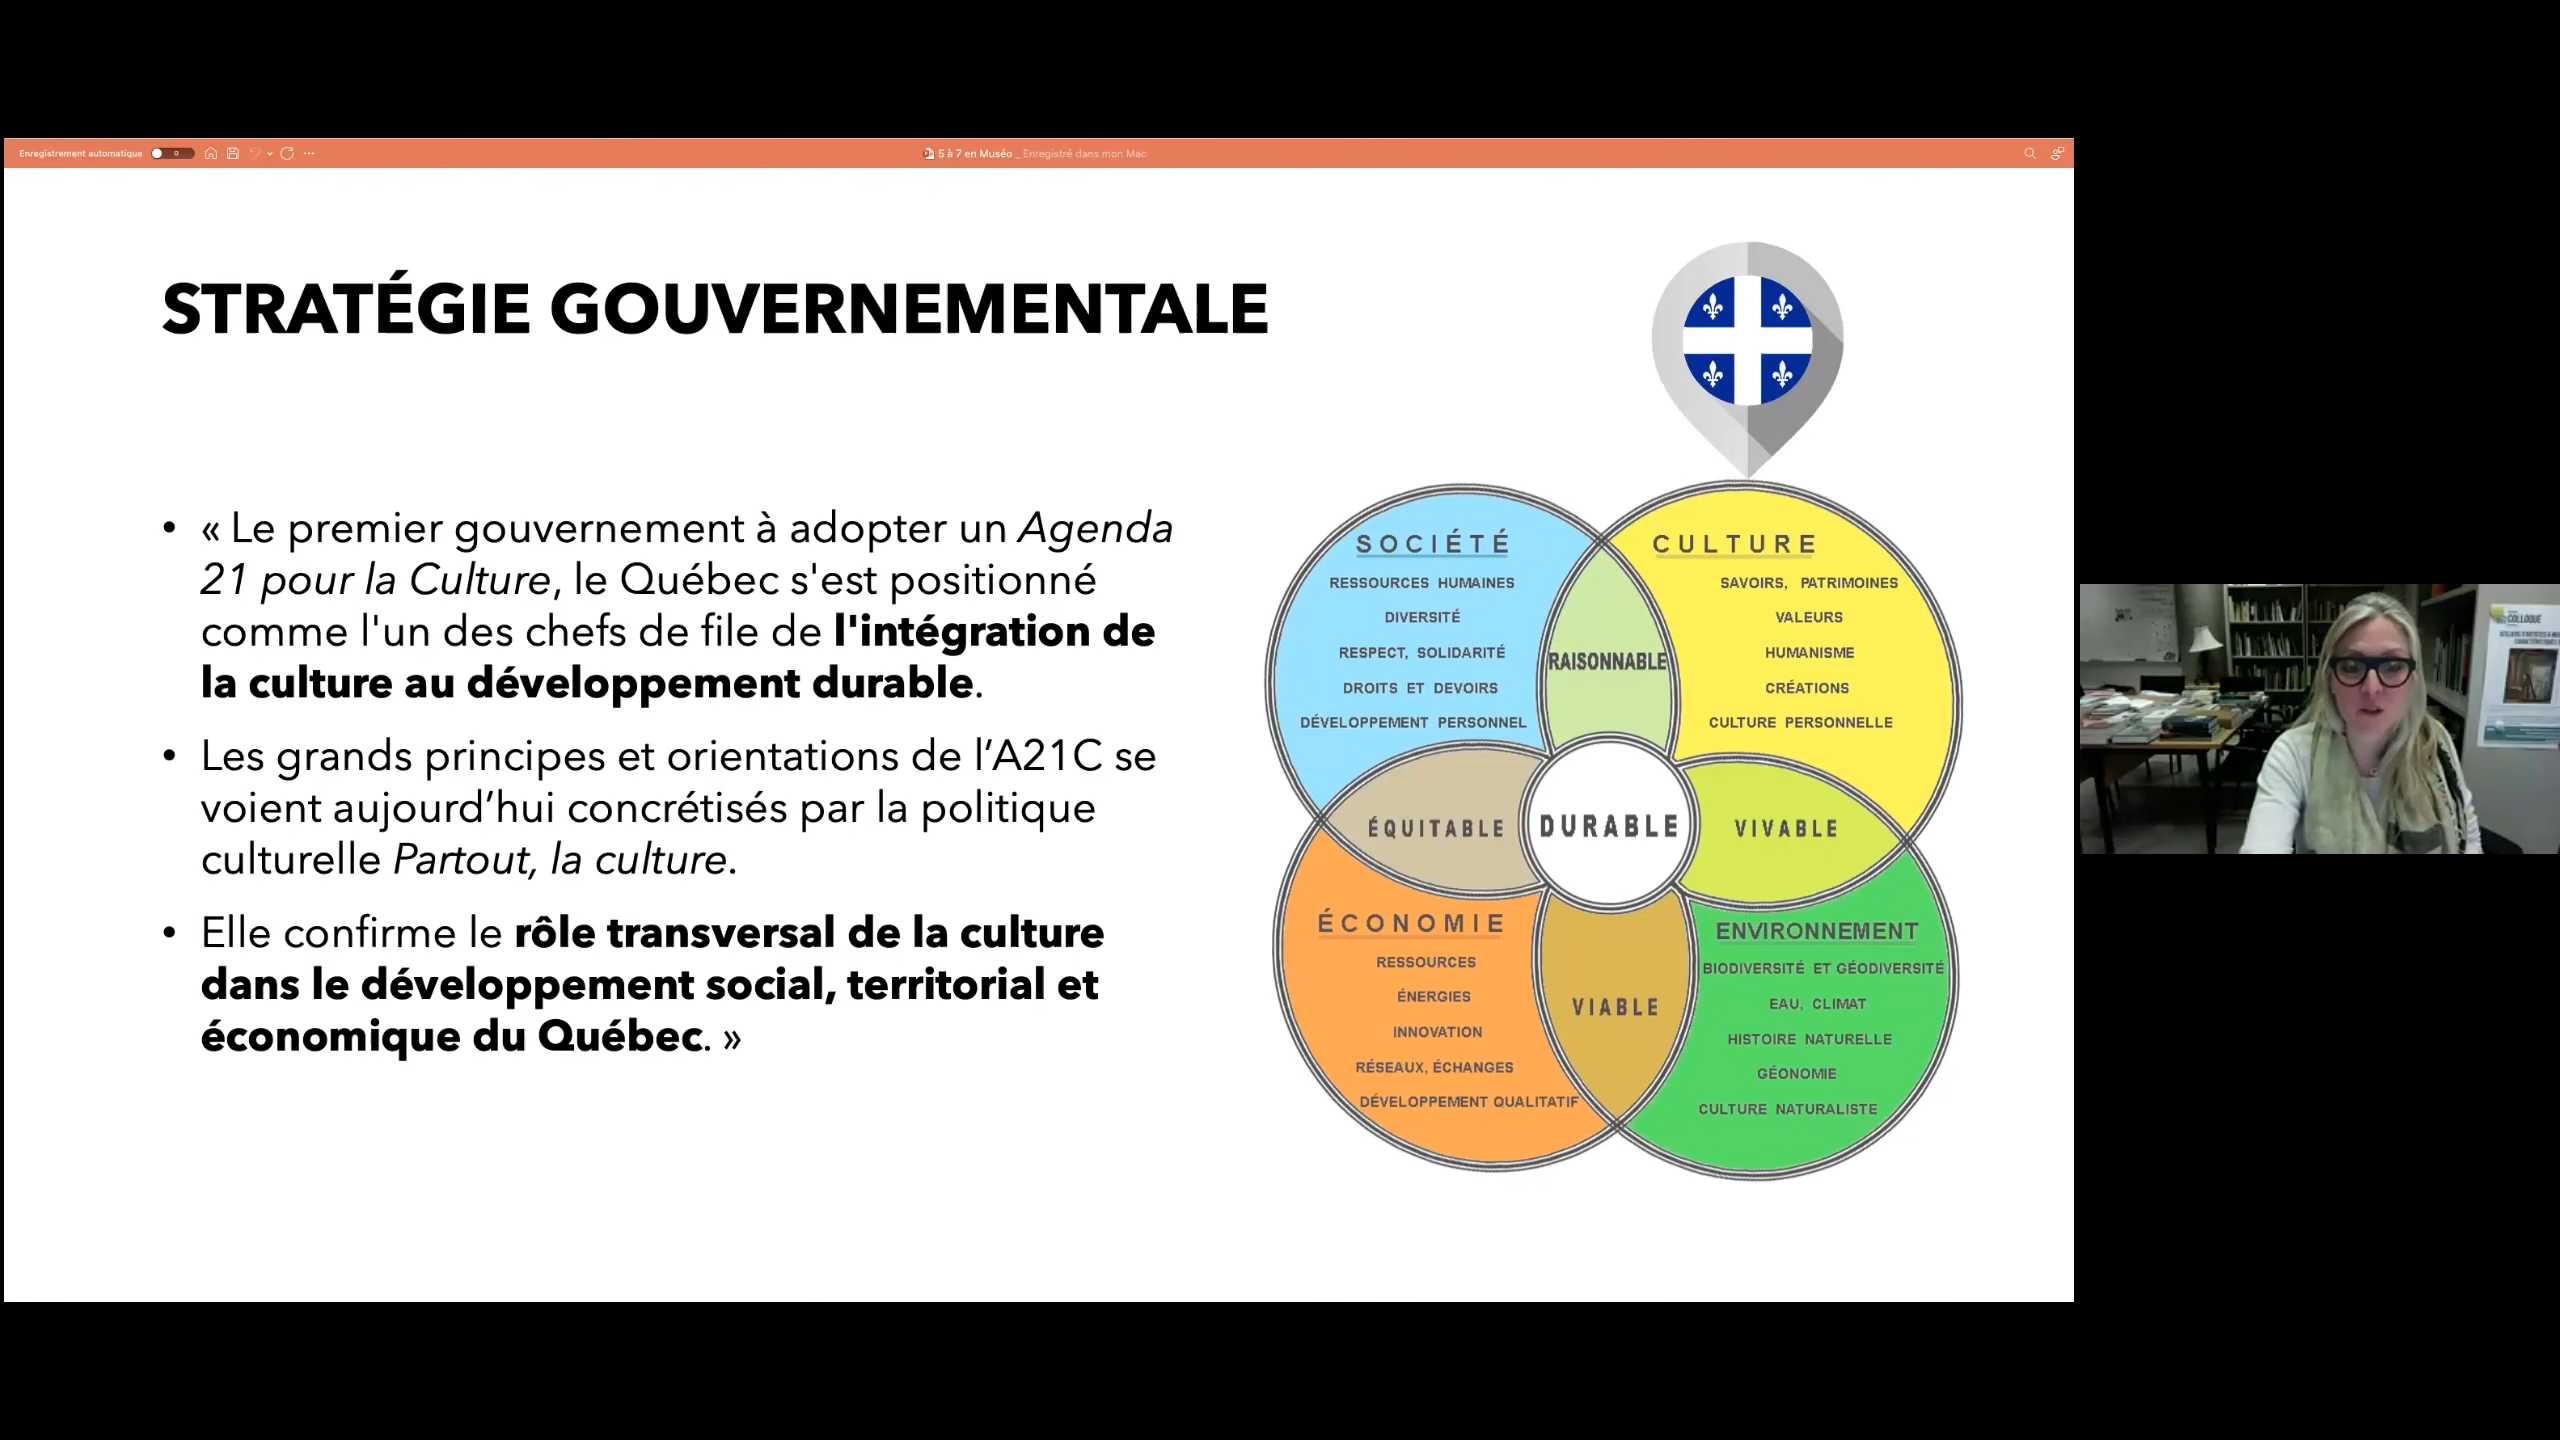 Enregistrement automatique
5 à 7 en Muséo _ Enregistré dans mon Mac
STRATÉGIE GOUVERNEMENTALE
• « Le premier gouvernement à adopter un Agenda
21 pour la Culture, le Québec s'est positionné
comme l'un des chefs de file de l'intégration de
la culture au développement durable.
• Les grands principes et orientations de l’A21C se
voient aujourd’hui concrétisés par la politique
culturelle Partout, la culture.
• Elle confirme le rôle transversal de la culture
dans le développement social, territorial et
économique du Québec. »
SOCIÉTÉ
RESSOURCES HUMAINES
DIVERSITÉ
RESPECT, SOLIDARITÉ
DROITS ET DEVOIRS
DÉVELOPPEMENT PERSONNEL
CULTURE
SAVOIRS, PATRIMOINES
VALEURS
HUMANISME
CRÉATIONS
CULTURE PERSONNELLE
RAISONNABLE
ÉQUITABLE
DURABLE
VIVABLE
VIABLE
ÉCONOMIE
RESSOURCES
ÉNERGIES
INNOVATION
RÉSEAUX, ÉCHANGES
DÉVELOPPEMENT QUALITATIF
ENVIRONNEMENT
BIODIVERSITÉ ET GÉODIVERSITÉ
EAU, CLIMAT
HISTOIRE NATURELLE
GÉONOMIE
CULTURE NATURALISTE
COLLOQUE